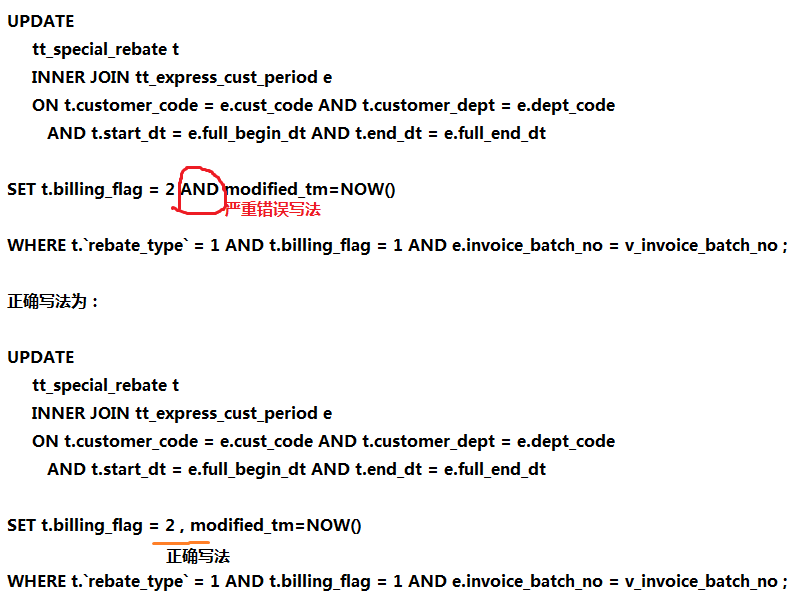 UPDATE
tt_special_rebate t
INNER JOIN tt_express_cust_period e
ON t.customer_code = e.cust_code AND t.customer_dept = e.dept_code
AND t.start_dt = e.full_begin_dt AND t.end_dt = e.full_end_dt
SET t.billing_flag = 2 AND modified_tm=NOW()
严重错误写法
WHERE t.`rebate_type` = 1 AND t.billing_flag = 1 AND e.invoice_batch_no = v_invoice_batch_no ;
正确写法为：
UPDATE
tt_special_rebate t
INNER JOIN tt_express_cust_period e
ON t.customer_code = e.cust_code AND t.customer_dept = e.dept_code
AND t.start_dt = e.full_begin_dt AND t.end_dt = e.full_end_dt
SET t.billing_flag = 2 , modified_tm=NOW()
正确写法
WHERE t.`rebate_type` = 1 AND t.billing_flag = 1 AND e.invoice_batch_no = v_invoice_batch_no ;